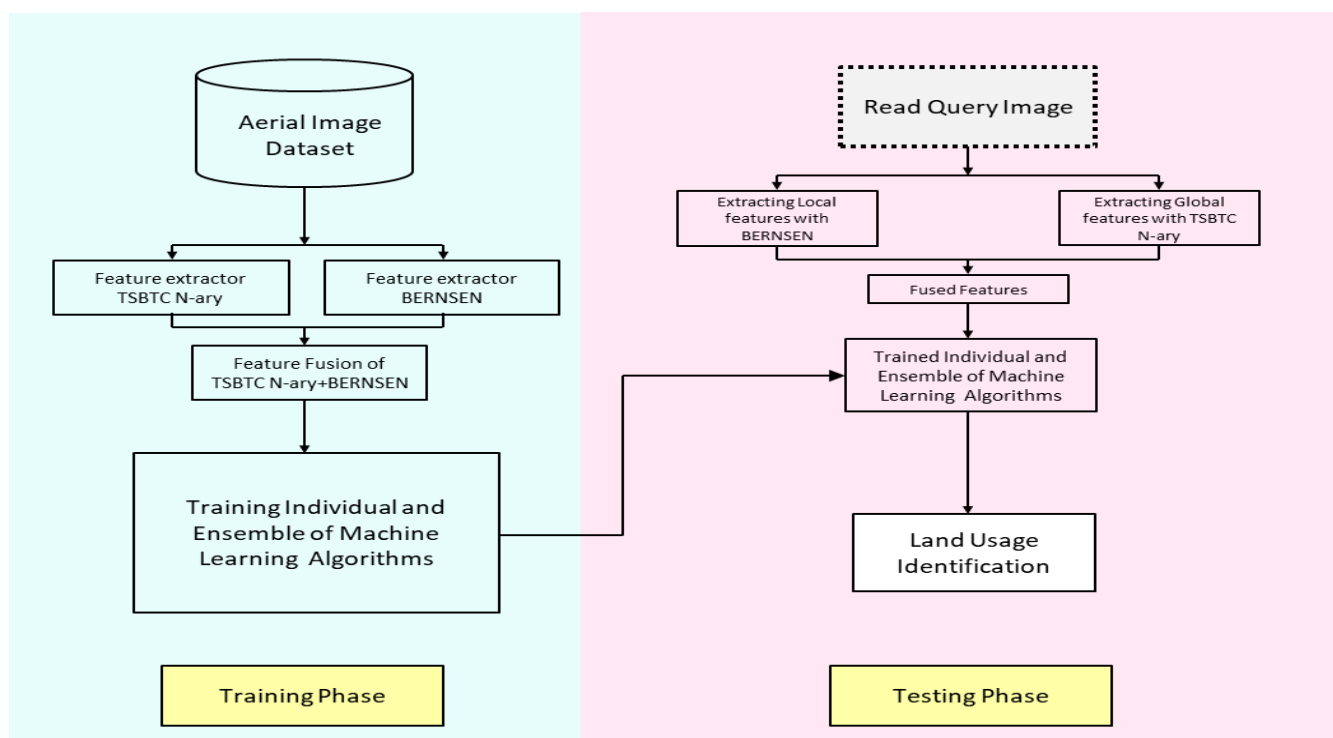 Aerial Image
Dataset
Feature extractor
TSBTC N-ary
Feature extractor
BERNSEN
Feature Fusion of
TSBTC N-ary+BERNSEN
Training Individual and
Ensemble of Machine
Learning Algorithms
Training Phase
Read Query Image
Extracting Local
features with
BERNSEN
Extracting Global
features with TSBTC
N-ary
Fused Features
Trained Individual and
Ensemble of Machine
Learning Algorithms
Land Usage
Identification
Testing Phase